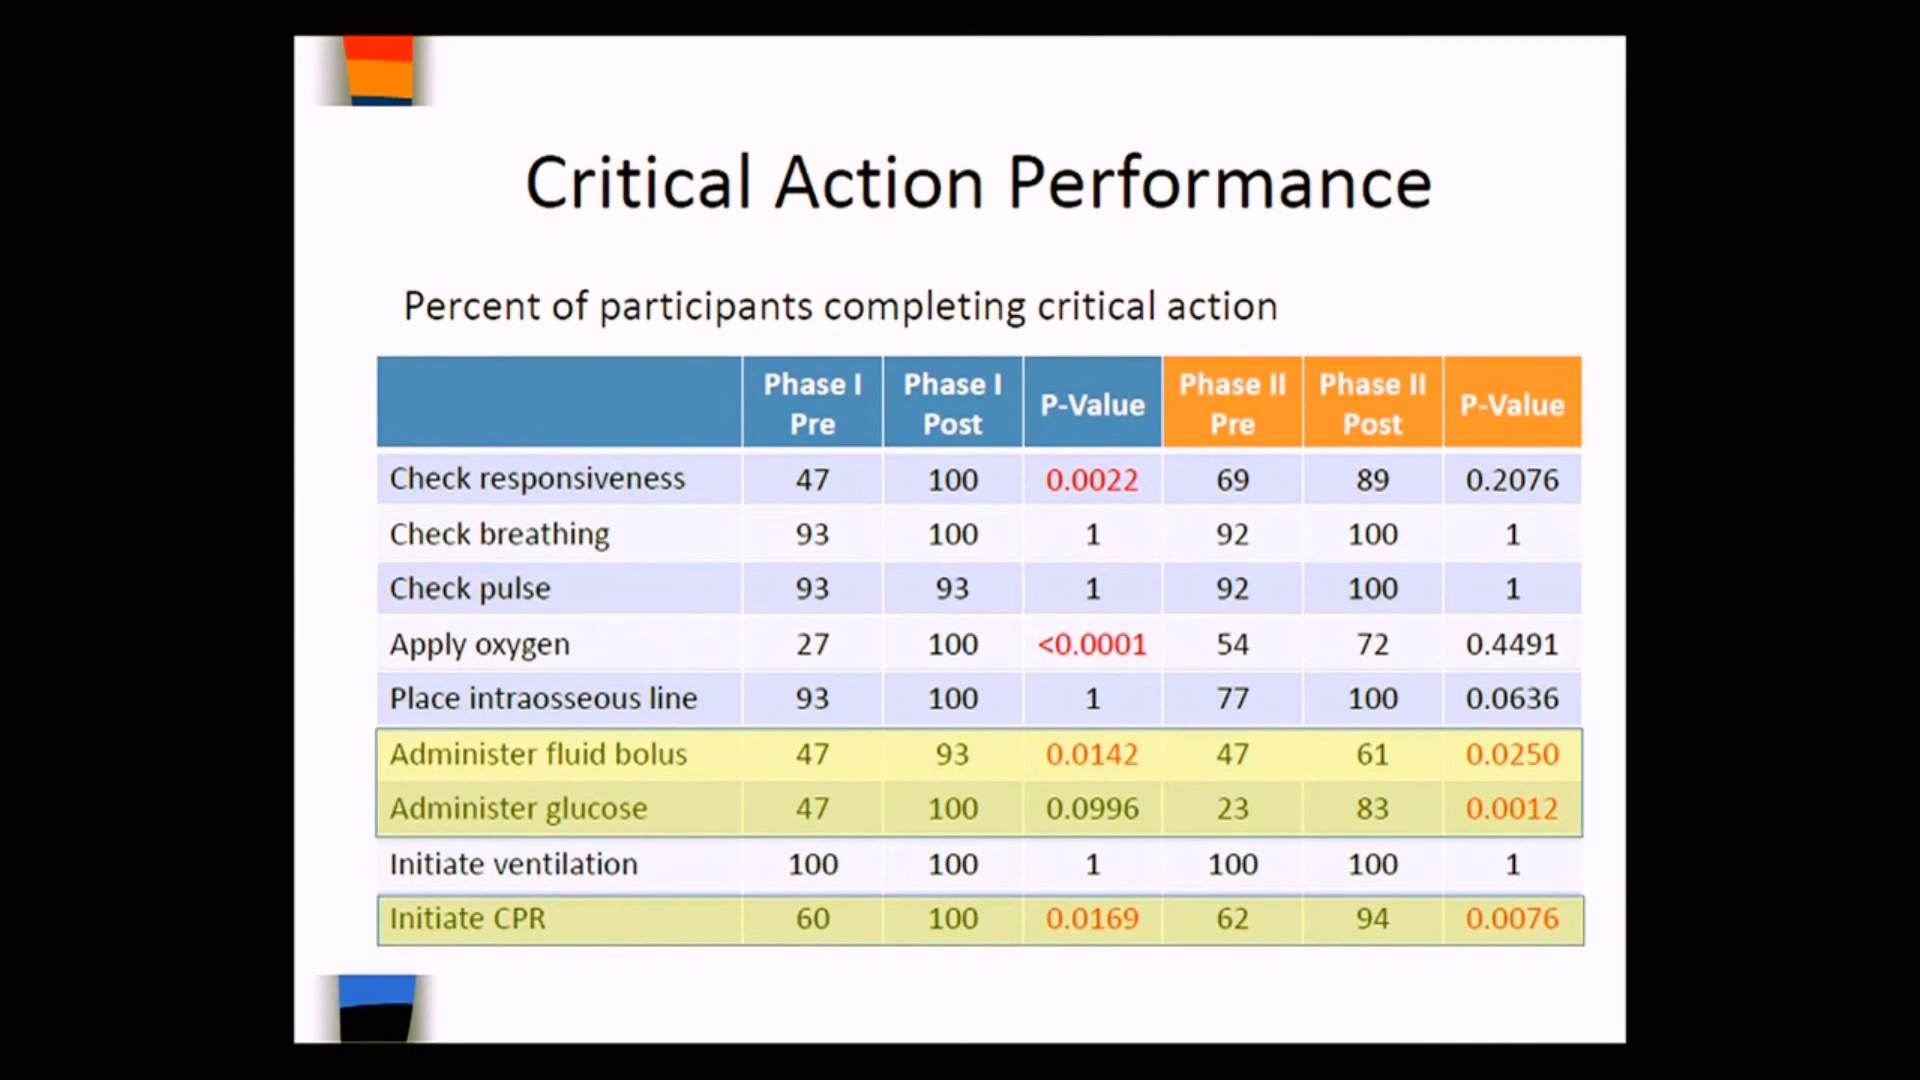 Critical Action Performance
Percent of participants completing critical action
Phase I Pre Phase I Post P-Value Phase II Pre Phase II Post P-Value
Check responsiveness 47 100 0.0022 69 89 0.2076
Check breathing 93 100 1 92 100 1
Check pulse 93 93 1 92 100 1
Apply oxygen 27 100 <0.0001 54 72 0.4491
Place intraosseous line 93 100 1 77 100 0.0636
Administer fluid bolus 47 93 0.0142 47 61 0.0250
Administer glucose 47 100 0.0996 23 83 0.0012
Initiate ventilation 100 100 1 100 100 1
Initiate CPR 60 100 0.0169 62 94 0.0076